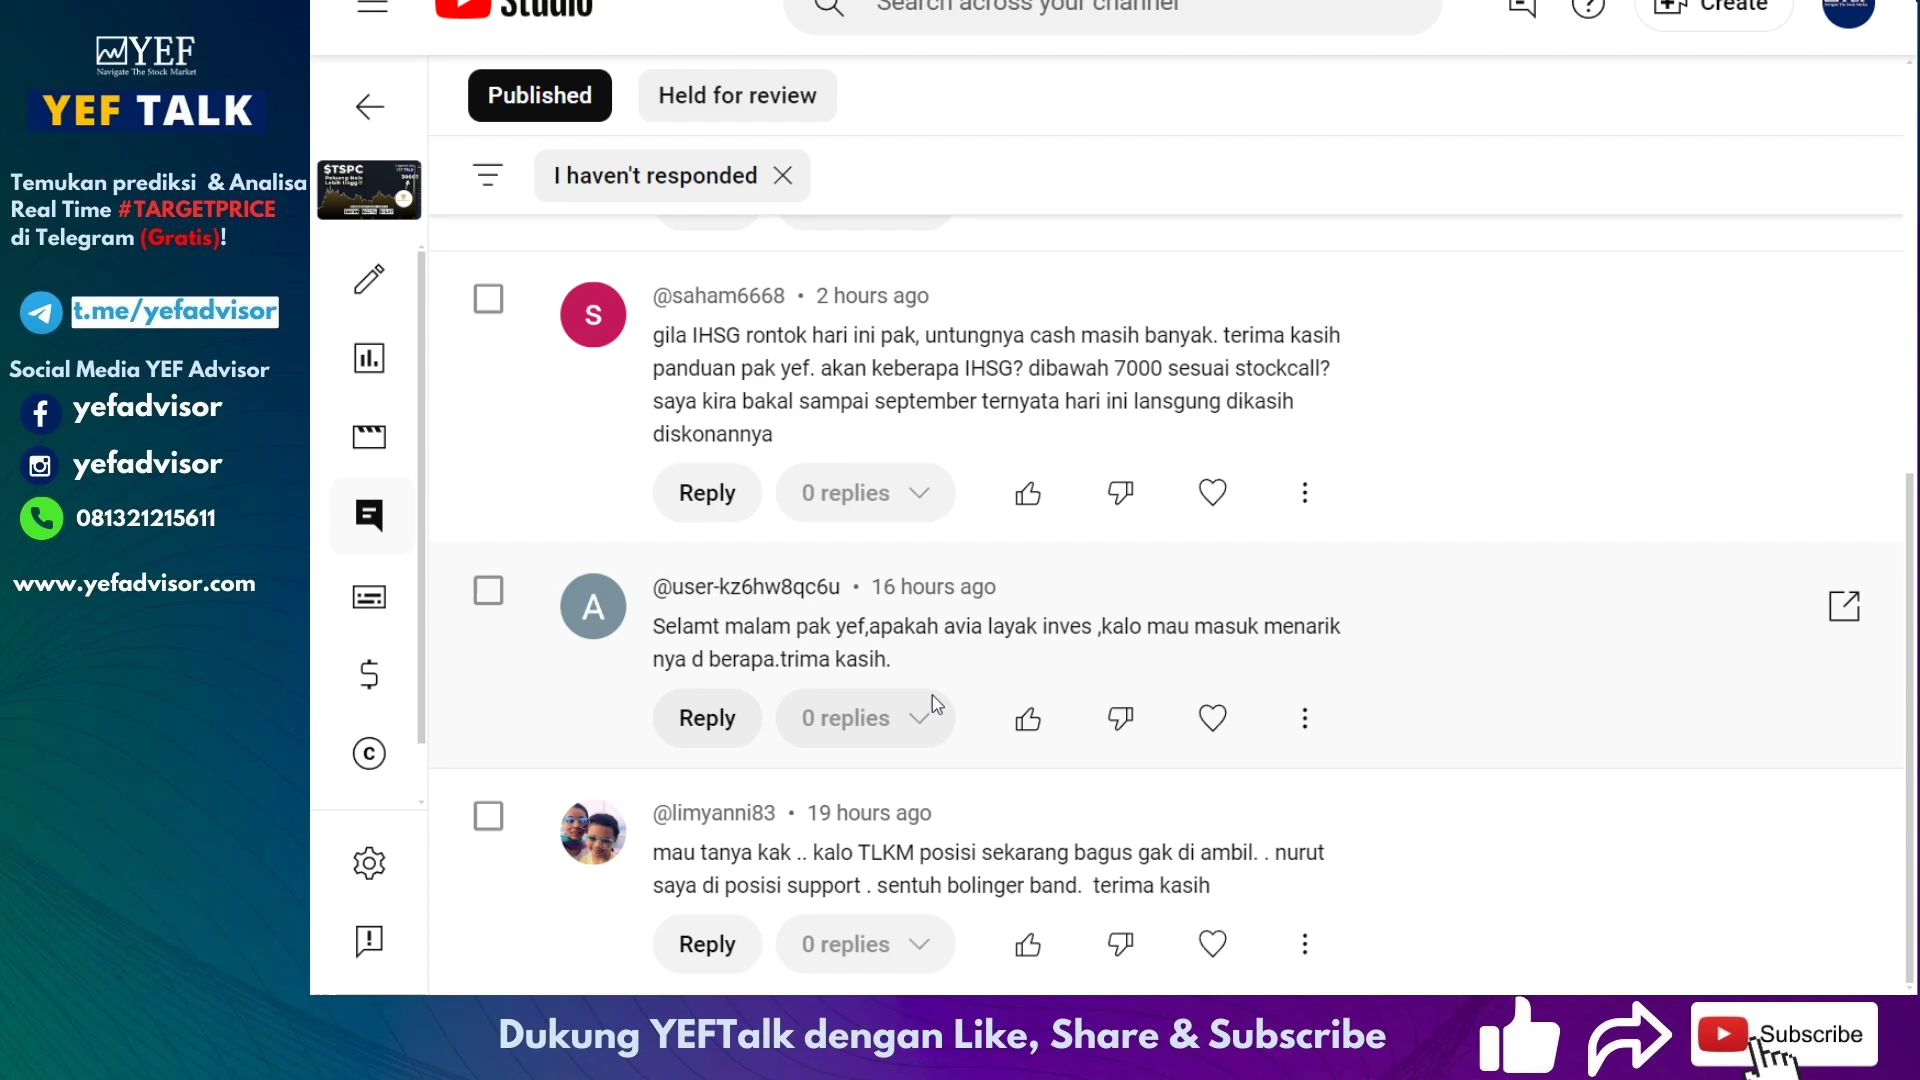 YEF
Navigate The Stock Market
YEF TALK
Temukan prediksi & Analisa
Real Time #TARGETPRICE
di Telegram (Gratis)!
t.me/yefadvisor
Social Media YEF Advisor
yefadvisor
yefadvisor
081321215611
www.yefadvisor.com
Studio
Search across your channel
Create
Published
Held for review
I haven't responded
$TSPC
@saham6668 • 2 hours ago
gila IHSG rontok hari ini pak, untungnya cash masih banyak. terima kasih
panduan pak yef. akan keberapa IHSG? dibawah 7000 sesuai stockcall?
saya kira bakal sampai september ternyata hari ini lansgung dikasih
diskonannya
Reply
0 replies
@user-kz6hw8qc6u • 16 hours ago
Selamt malam pak yef,apakah avia layak inves ,kalo mau masuk menarik
nya d berapa.trima kasih.
Reply
0 replies
@limyanni83 • 19 hours ago
mau tanya kak .. kalo TLKM posisi sekarang bagus gak di ambil. . nurut
saya di posisi support . sentuh bolinger band.  terima kasih
Reply
0 replies
Dukung YEFTalk dengan Like, Share & Subscribe
Subscribe